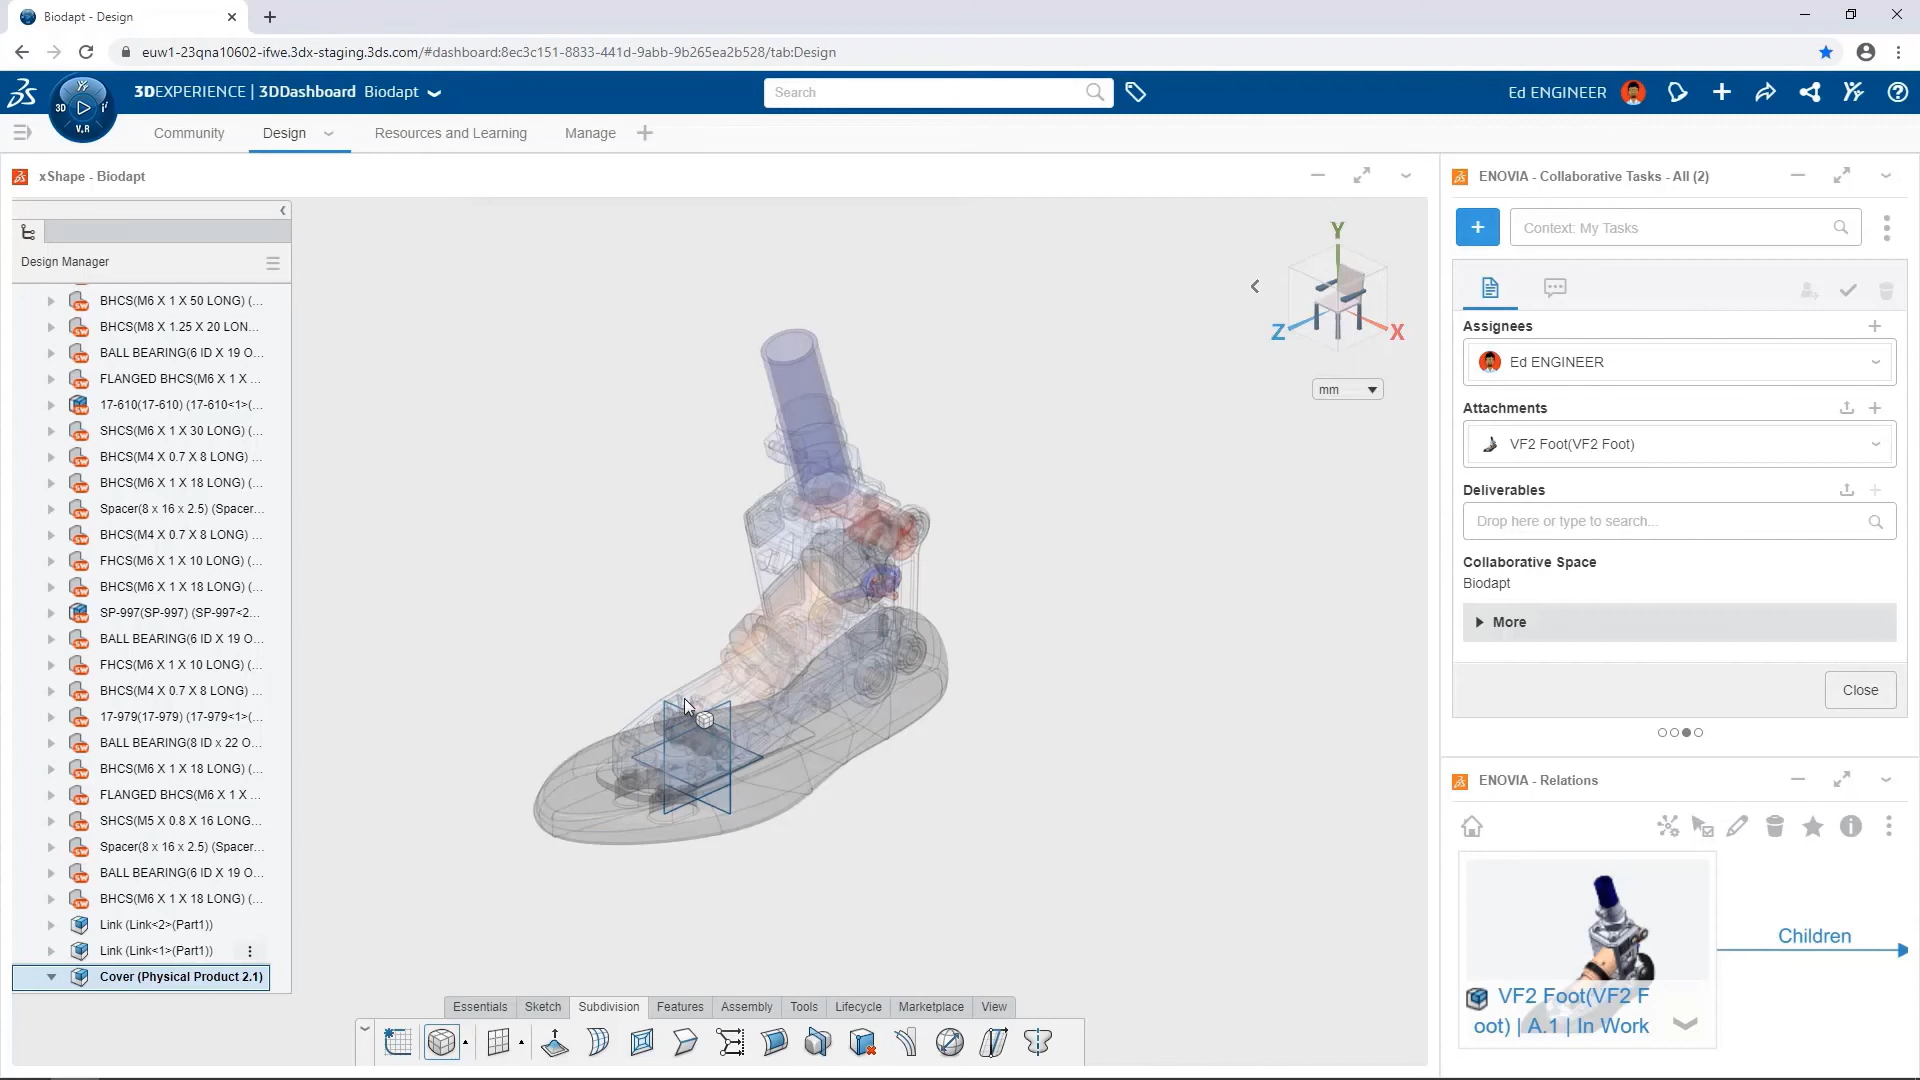 Biodapt - Design
euw1-23qna10602-ifwe.3dx-staging.3ds.com/#dashboard:8ec3c151-8833-441d-9abb-9b265ea2b528/tab:Design
3D
V.R
3DEXPERIENCE | 3DDashboard Biodapt
Search
Ed ENGINEER
Community
Design
Resources and Learning
Manage
xShape - Biodapt
Design Manager
BHCS(M6 X 1 X 50 LONG) (...
BHCS(M8 X 1.25 X 20 LON...
BALL BEARING(6 ID X 19 O...
FLANGED BHCS(M6 X 1 X ...
17-610(17-610) (17-610<1>(...
SHCS(M6 X 1 X 30 LONG) (...
BHCS(M4 X 0.7 X 8 LONG) ...
BHCS(M6 X 1 X 18 LONG) (...
Spacer(8 x 16 x 2.5) (Spacer...
BHCS(M4 X 0.7 X 8 LONG) ...
FHCS(M6 X 1 X 10 LONG) (...
BHCS(M6 X 1 X 18 LONG) (...
SP-997(SP-997) (SP-997<2...
BALL BEARING(6 ID X 19 O...
FHCS(M6 X 1 X 10 LONG) (...
BHCS(M4 X 0.7 X 8 LONG) ...
17-979(17-979) (17-979<1>(...
BALL BEARING(8 ID x 22 O...
BHCS(M6 X 1 X 18 LONG) (...
FLANGED BHCS(M6 X 1 X ...
SHCS(M5 X 0.8 X 16 LONG...
Spacer(8 x 16 x 2.5) (Spacer...
BALL BEARING(6 ID X 19 O...
BHCS(M6 X 1 X 18 LONG) (...
Link (Link<2>(Part1))
Link (Link<1>(Part1))
Cover (Physical Product 2.1)
Y
Z
X
mm
Essentials
Sketch
Subdivision
Features
Assembly
Tools
Lifecycle
Marketplace
View
ENOVIA - Collaborative Tasks - All (2)
Context: My Tasks
Assignees
Ed ENGINEER
Attachments
VF2 Foot(VF2 Foot)
Deliverables
Drop here or type to search...
Collaborative Space
Biodapt
More
Close
ENOVIA - Relations
Children
VF2 Foot(VF2 F
oot) | A.1 | In Work